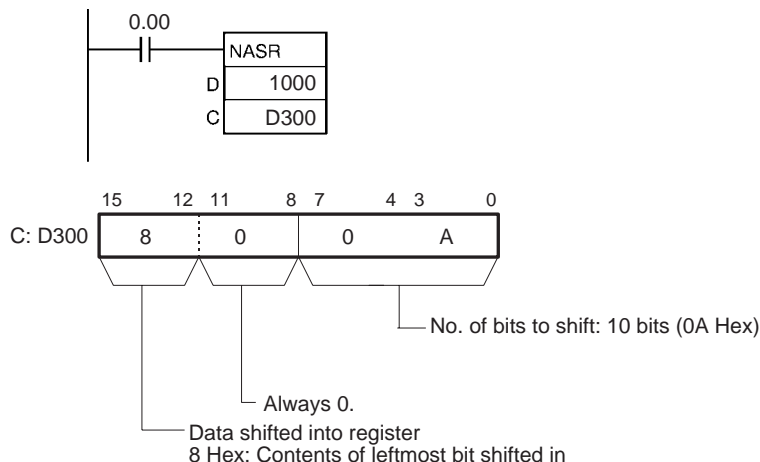 0.00
NASR
D 1000
C D300
15 12 11 8 7 4 3 0
C: D300 8 0 0 A
No. of bits to shift: 10 bits (0A Hex)
Always 0.
Data shifted into register
8 Hex: Contents of leftmost bit shifted in